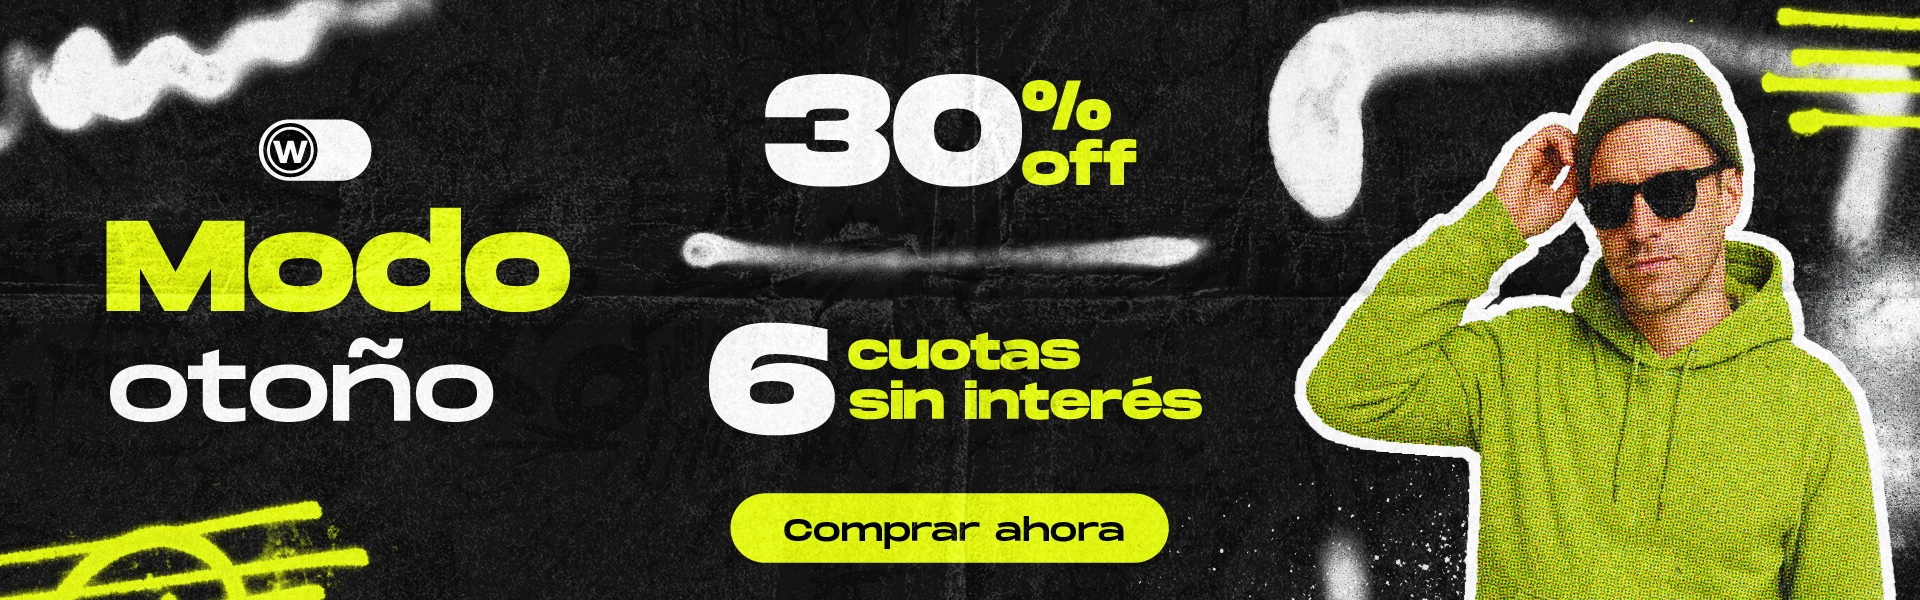 W
Modo
otoño
30% off
6 cuotas
sin interés
Comprar ahora